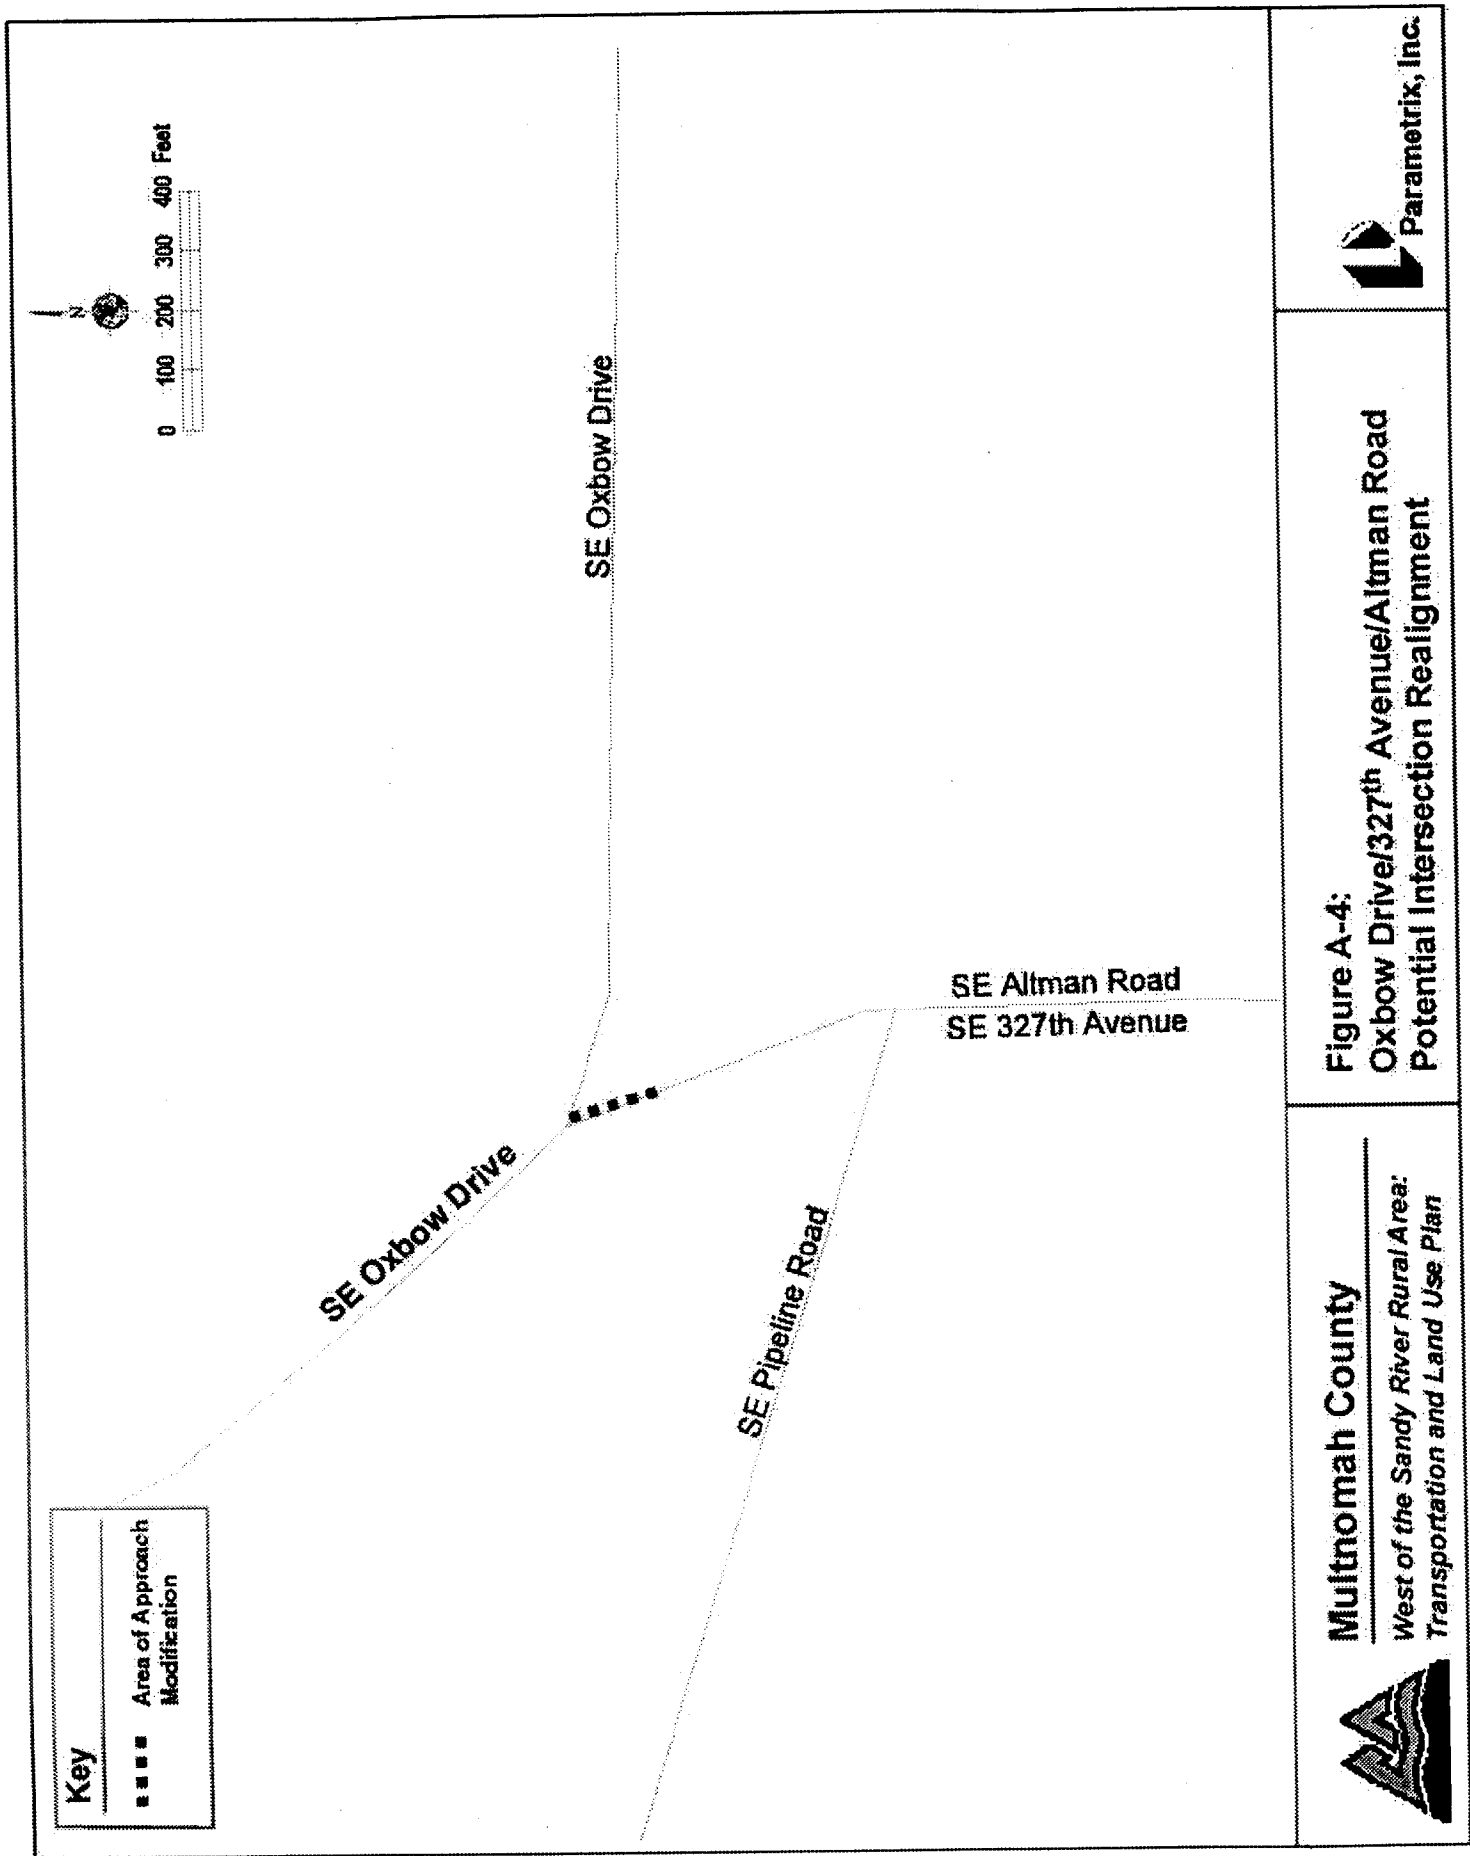 Key
Area of Approach
Modification
N
0 100 200 300 400 Feet
SE Oxbow Drive
SE Oxbow Drive
SE Pipeline Road
SE Altman Road
SE 327th Avenue
Multnomah County
West of the Sandy River Rural Area:
Transportation and Land Use Plan
Figure A-4:
Oxbow Drive/327th Avenue/Altman Road
Potential Intersection Realignment
Parametrix, Inc.